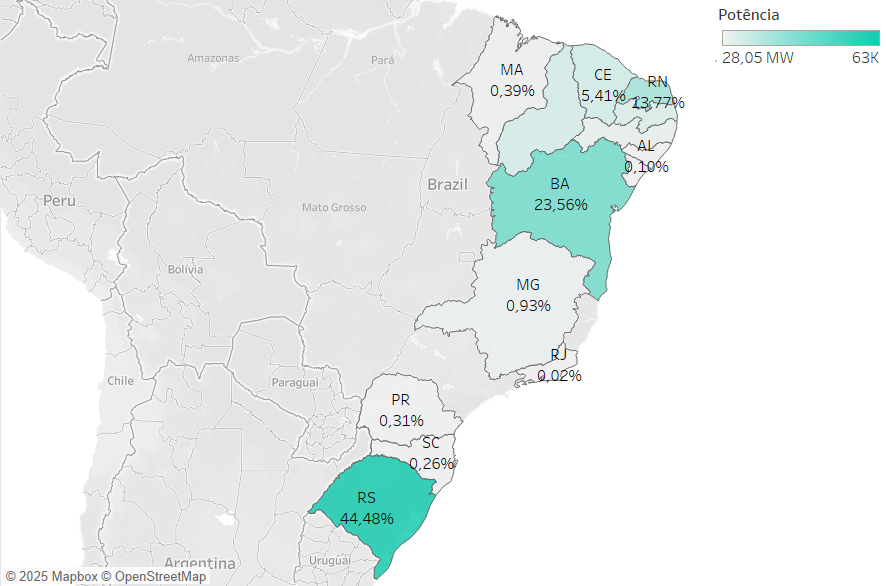 Potência
28,05 MW
63K
Amazonas
Pará
MA
0,39%
CE
5,41%
RN
13,77%
AL
0,10%
Brazil
Peru
Mato Grosso
BA
23,56%
Bolívia
MG
0,93%
RJ
0,02%
Chile
Paraguai
PR
0,31%
SC
0,26%
RS
44,48%
Uruguai
Argentina
© 2025 Mapbox © OpenStreetMap